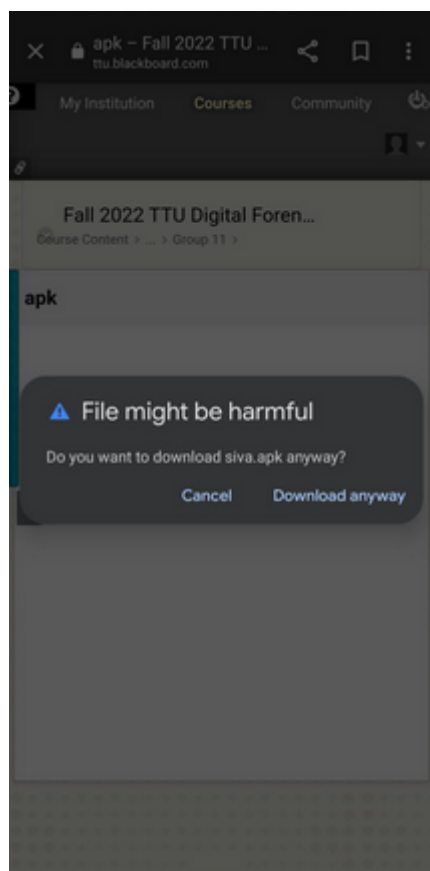 apk – Fall 2022 TTU ...
ttu.blackboard.com
My Institution Courses Community
Fall 2022 TTU Digital Foren...
Course Content > ... > Group 11 >
apk
File might be harmful
Do you want to download siva.apk anyway?
Cancel Download anyway